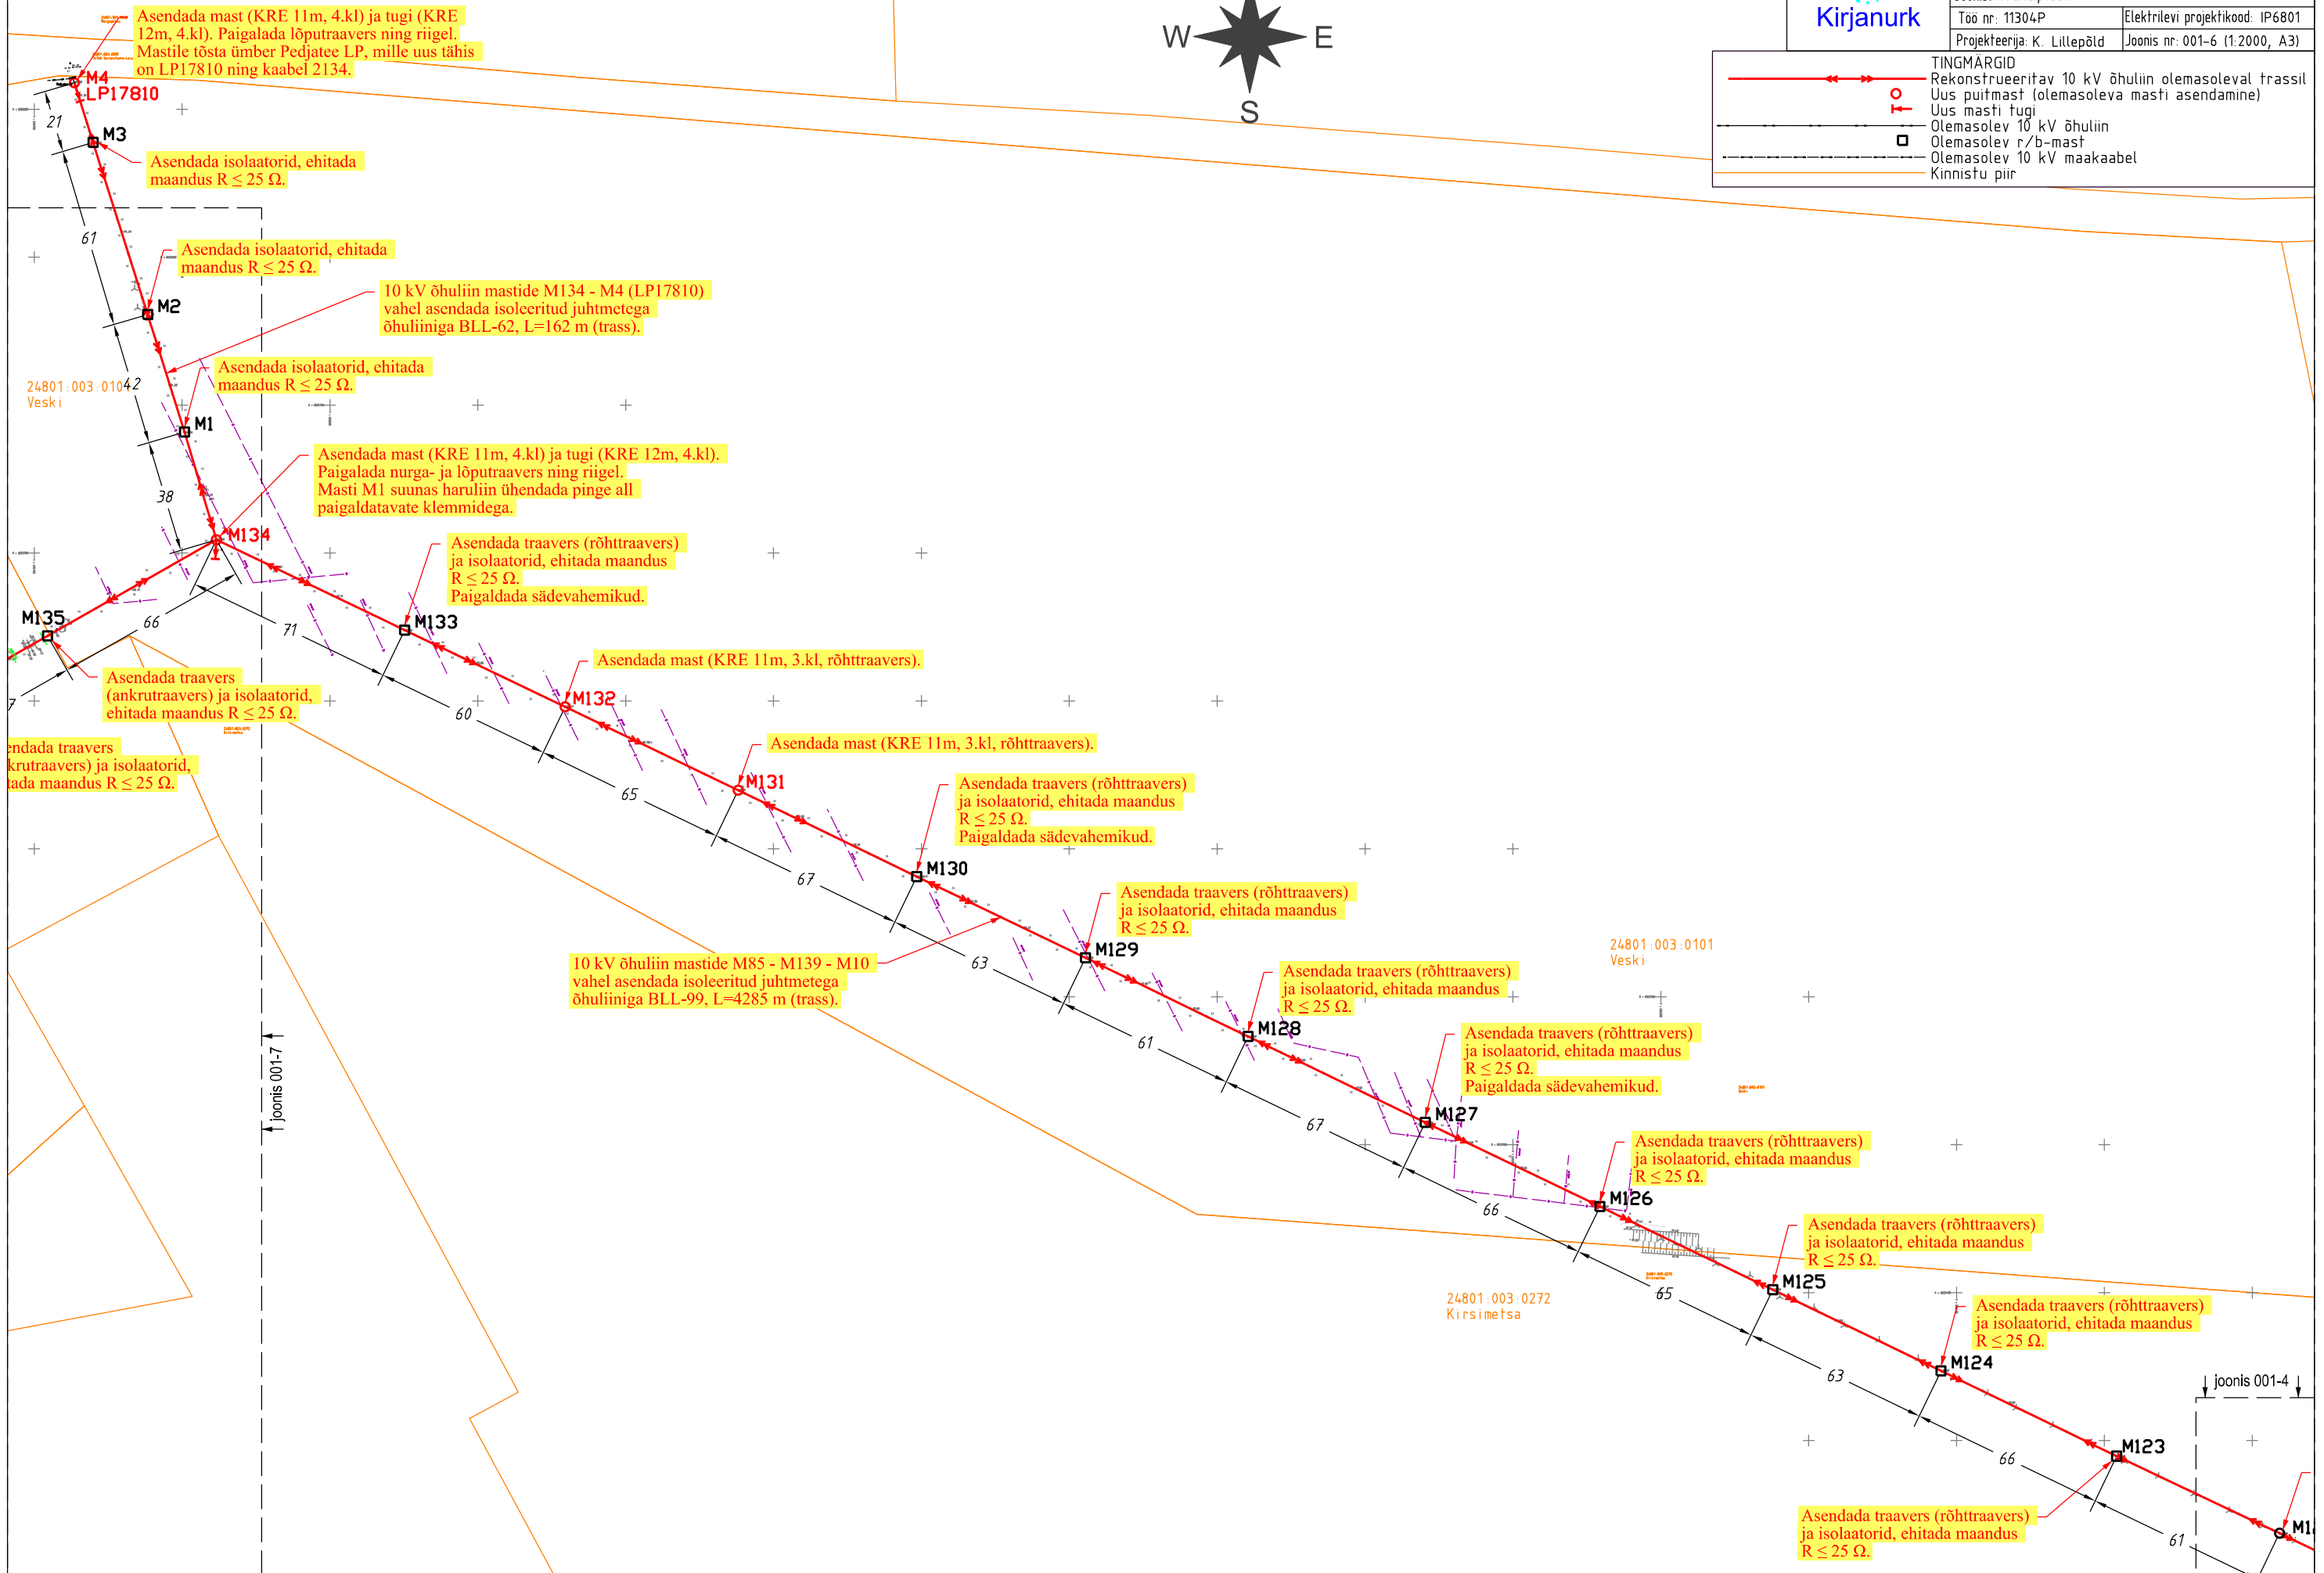 Asendada mast (KRE 11m, 4.kl) ja tugi (KRE
12m, 4.kl). Paigalada lõputraavers ning riigel.
Mastile tõsta ümber Pedjatee LP, mille uus tähis
on LP17810 ning kaabel 2134.
M4
LP17810
21
M3
Asendada isolaatorid, ehitada
maandus R ≤ 25 Ω.
61
W
E
S
Kirjanurk
Töö nr: 11304P
Elektrilevi projektikood: IP6801
Projekteerija: K. Lillepõld
Joonis nr: 001-6 (1:2000, A3)
TINGMÄRGID
Rekonstrueeritav 10 kV õhuliin olemasoleval trassil
Uus puitmast (olemasoleva masti asendamine)
Uus masti tugi
Olemasolev 10 kV õhuliin
Olemasolev r/b-mast
Olemasolev 10 kV maakaabel
Kinnistu piir
Asendada isolaatorid, ehitada
maandus R ≤ 25 Ω.
M2
10 kV õhuliin mastide M134 - M4 (LP17810)
vahel asendada isoleeritud juhtmetega
õhuliiniga BLL-62, L=162 m (trass).
Asendada isolaatorid, ehitada
maandus R ≤ 25 Ω.
24801:003:010
Veski
42
M1
Asendada mast (KRE 11m, 4.kl) ja tugi (KRE 12m, 4.kl).
Paigalada nurga- ja lõputraavers ning riigel.
Masti M1 suunas haruliin ühendada pinge all
paigaldatavate klemmidega.
38
M134
Asendada traavers (rõhttraavers)
ja isolaatorid, ehitada maandus
R ≤ 25 Ω.
Paigaldada sädevahemikud.
M135
66
71
M133
Asendada traavers
(ankrutraavers) ja isolaatorid,
ehitada maandus R ≤ 25 Ω.
7
Asendada mast (KRE 11m, 3.kl, rõhttraavers).
M132
60
endada traavers
krutraavers) ja isolaatorid,
tada maandus R ≤ 25 Ω.
Asendada mast (KRE 11m, 3.kl, rõhttraavers).
M131
65
Asendada traavers (rõhttraavers)
ja isolaatorid, ehitada maandus
R ≤ 25 Ω.
Paigaldada sädevahemikud.
M130
67
Asendada traavers (rõhttraavers)
ja isolaatorid, ehitada maandus
R ≤ 25 Ω.
M129
63
10 kV õhuliin mastide M85 - M139 - M10
vahel asendada isoleeritud juhtmetega
õhuliiniga BLL-99, L=4285 m (trass).
24801:003:0101
Veski
Asendada traavers (rõhttraavers)
ja isolaatorid, ehitada maandus
R ≤ 25 Ω.
M128
61
joonis 001-7
Asendada traavers (rõhttraavers)
ja isolaatorid, ehitada maandus
R ≤ 25 Ω.
Paigaldada sädevahemikud.
M127
67
Asendada traavers (rõhttraavers)
ja isolaatorid, ehitada maandus
R ≤ 25 Ω.
M126
66
Asendada traavers (rõhttraavers)
ja isolaatorid, ehitada maandus
R ≤ 25 Ω.
M125
65
24801:003:0272
Kirsimetsa
Asendada traavers (rõhttraavers)
ja isolaatorid, ehitada maandus
R ≤ 25 Ω.
M124
63
joonis 001-4
M123
66
Asendada traavers (rõhttraavers)
ja isolaatorid, ehitada maandus
R ≤ 25 Ω.
61